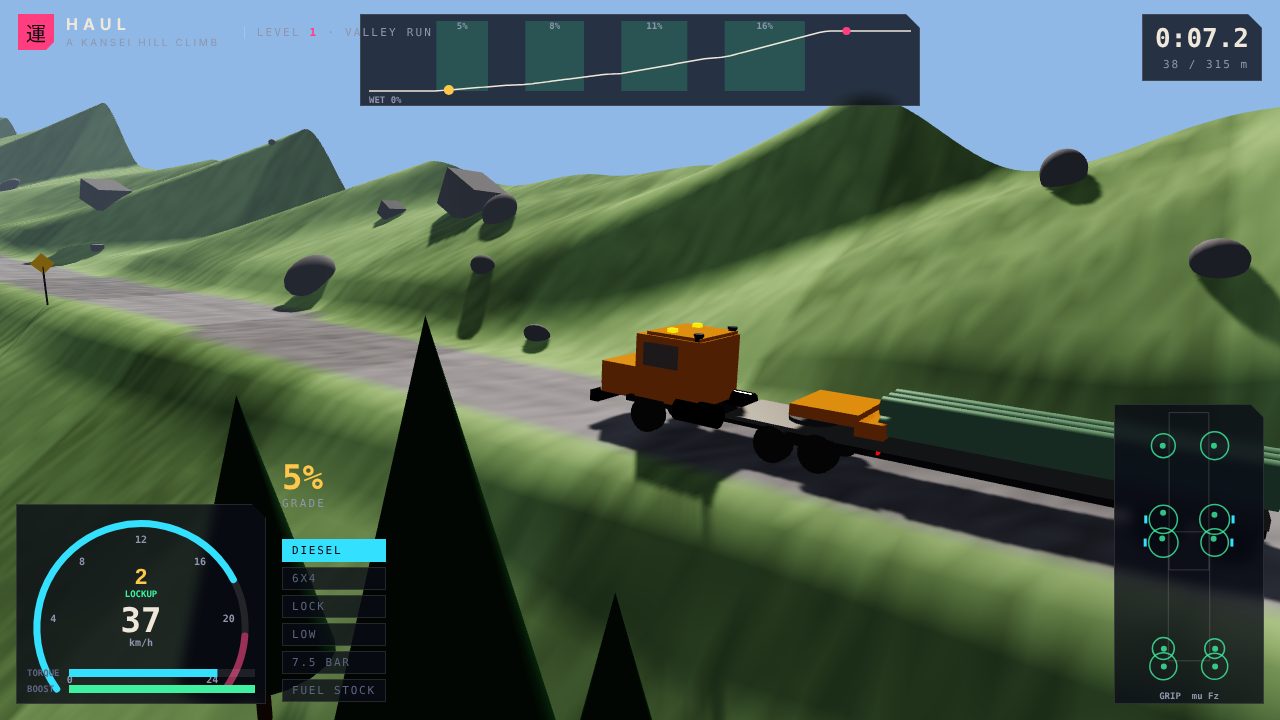 運
HAUL
A KANSEI HILL CLIMB
LEVEL 1 · VALLEY RUN
5% 8% 11% 16%
WET 0%
0:07.2
38 / 315 m
5%
GRADE
DIESEL
6X4
LOCK
LOW
7.5 BAR
FUEL STOCK
0 4 8 12 16 20 24
2
LOCKUP
37
km/h
TORQUE
BOOST
GRIP mu Fz